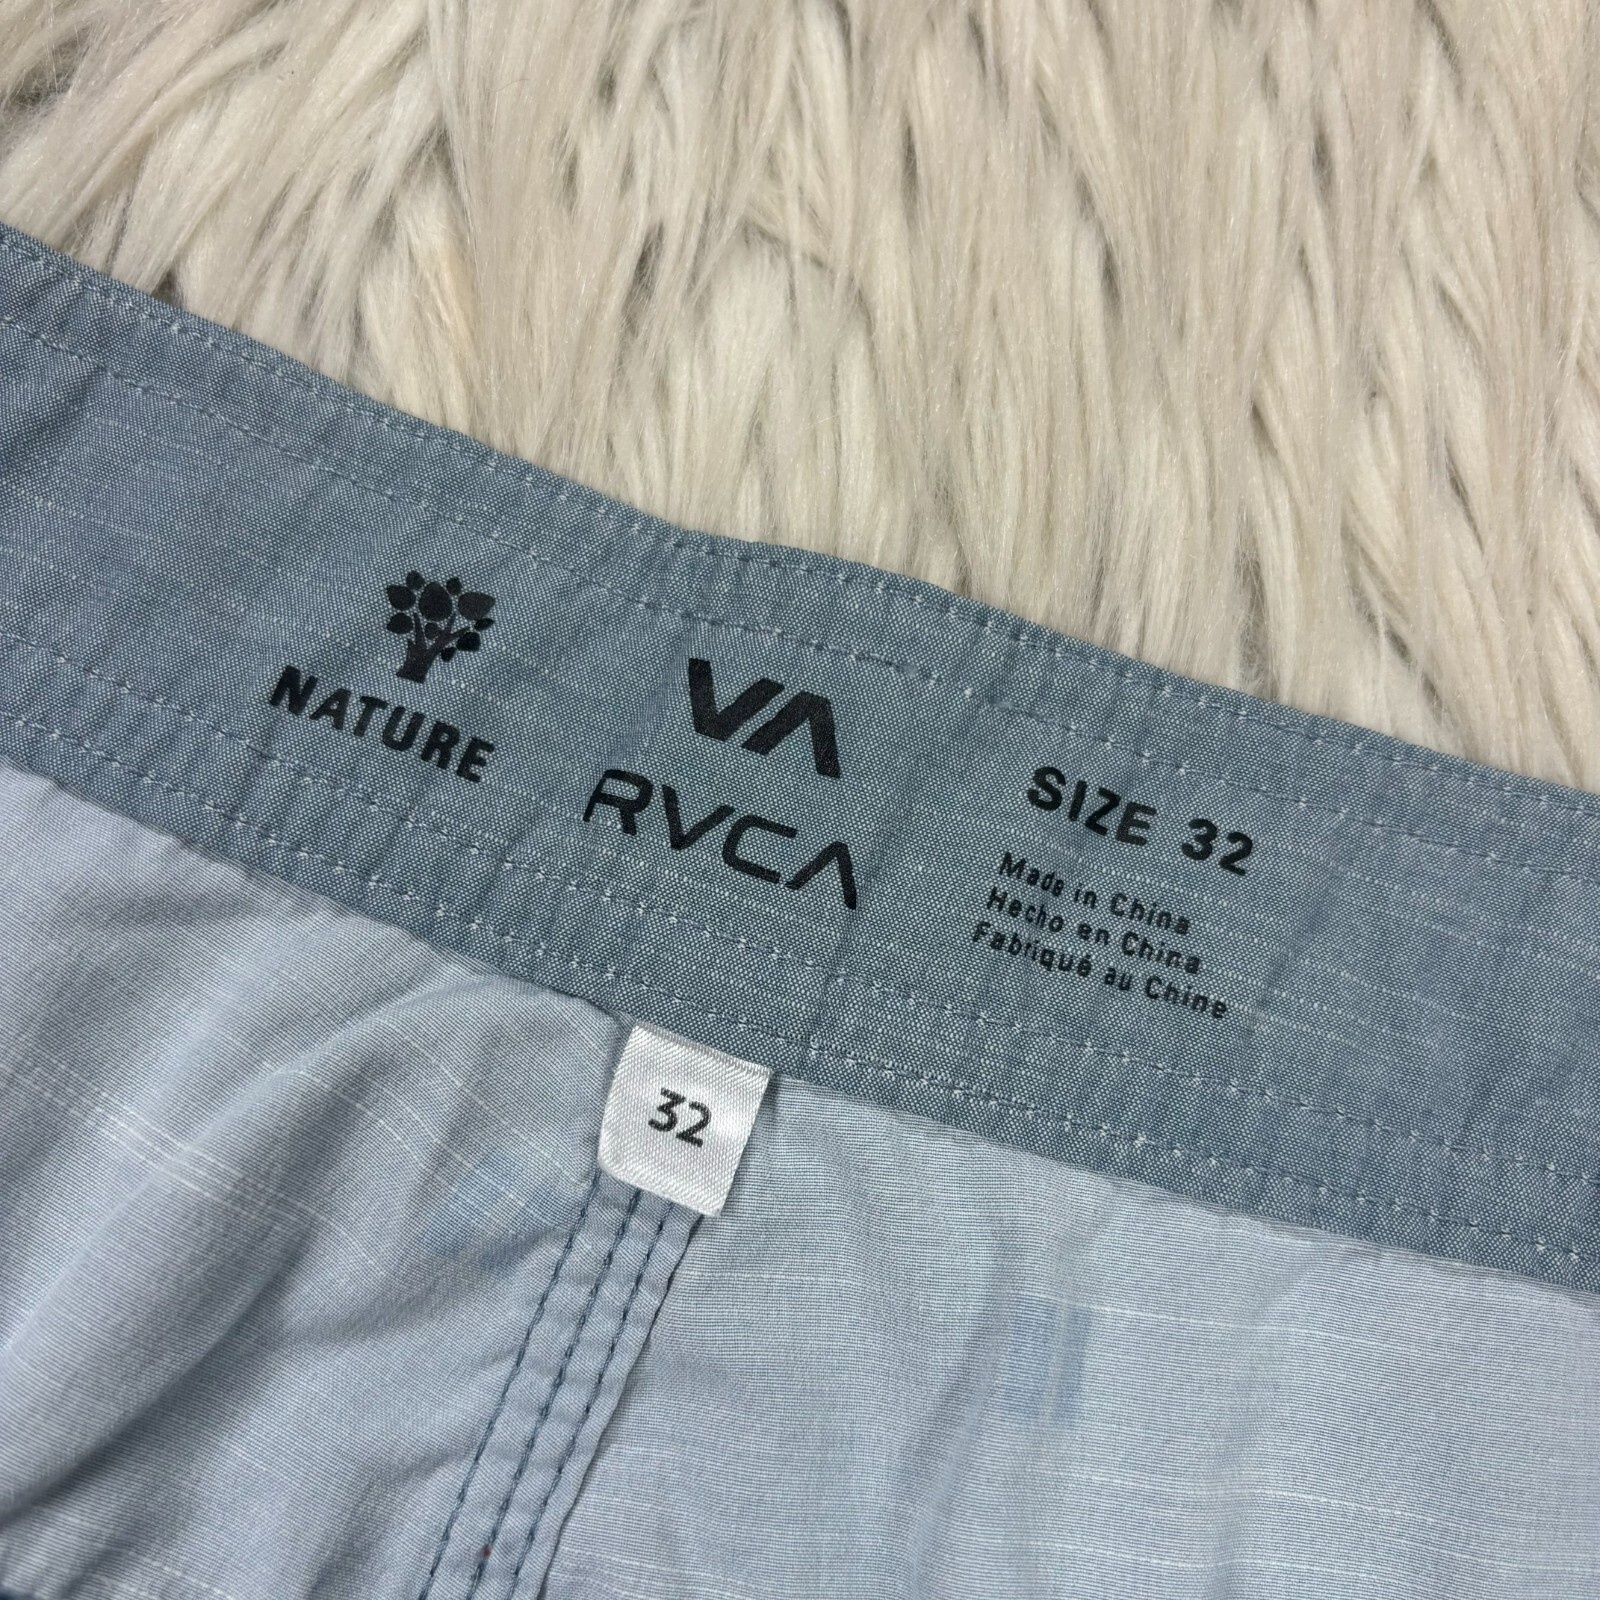 NATURE
VA
RVCA
SIZE 32
Made in China
Hecho en China
Fabriqué au Chine
32